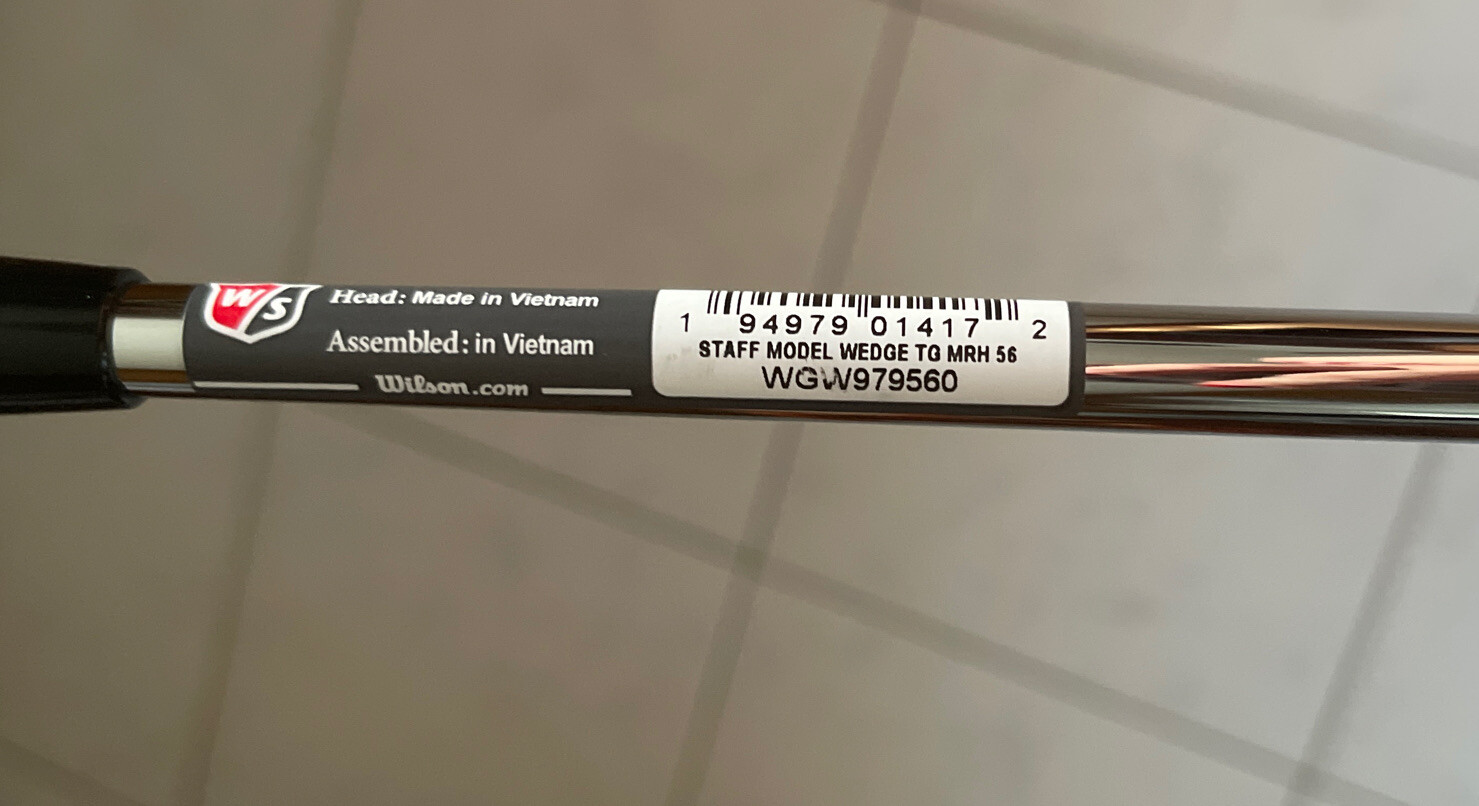 W/S
Head: Made in Vietnam
Assembled: in Vietnam
Wilson.com
1 94979 01417 2
STAFF MODEL WEDGE TG MRH 56
WGW979560